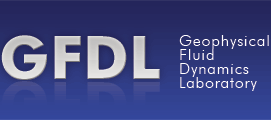 GFDL
Geophysical
Fluid
Dynamics
Laboratory